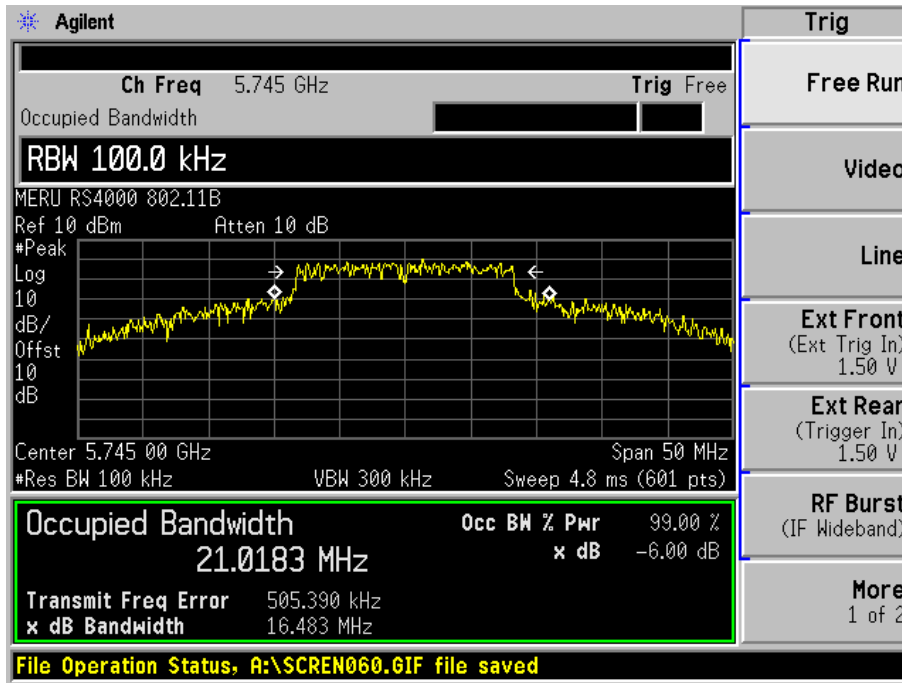 Agilent
Trig
Ch Freq 5.745 GHz
Trig Free
Occupied Bandwidth
RBW 100.0 kHz
MERU RS4000 802.11B
Ref 10 dBm Atten 10 dB
#Peak
Log
10
dB/
Offst
10
dB
Center 5.745 00 GHz Span 50 MHz
#Res BW 100 kHz VBW 300 kHz Sweep 4.8 ms (601 pts)
Occupied Bandwidth
21.0183 MHz
Occ BW % Pwr 99.00 %
x dB -6.00 dB
Transmit Freq Error 505.390 kHz
x dB Bandwidth 16.483 MHz
File Operation Status, A:\SCREN060.GIF file saved
Free Run
Video
Line
Ext Front
(Ext Trig In)
1.50 V
Ext Rear
(Trigger In)
1.50 V
RF Burst
(IF Wideband)
More
1 of 2